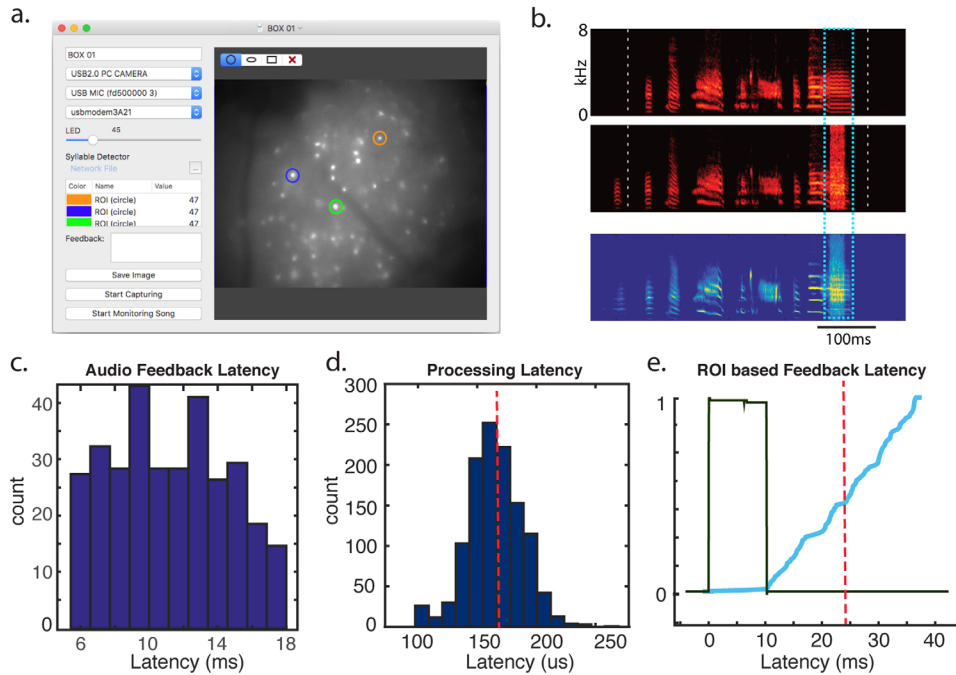 a.
BOX 01
BOX 01
USB2.0 PC CAMERA
USB MIC (fd500000 3)
usbmodem3A21
LED 45
Syllable Detector
Network File
...
Color Name Value
ROI (circle) 47
ROI (circle) 47
ROI (circle) 47
Feedback:
Save Image
Start Capturing
Start Monitoring Song
b.
8
kHz
0
100ms
c.
Audio Feedback Latency
40
30
20
10
0
count
6 10 14 18
Latency (ms)
d.
Processing Latency
300
250
200
150
100
50
0
count
100 150 200 250
Latency (us)
e.
ROI based Feedback Latency
1
0
0 10 20 30 40
Latency (ms)